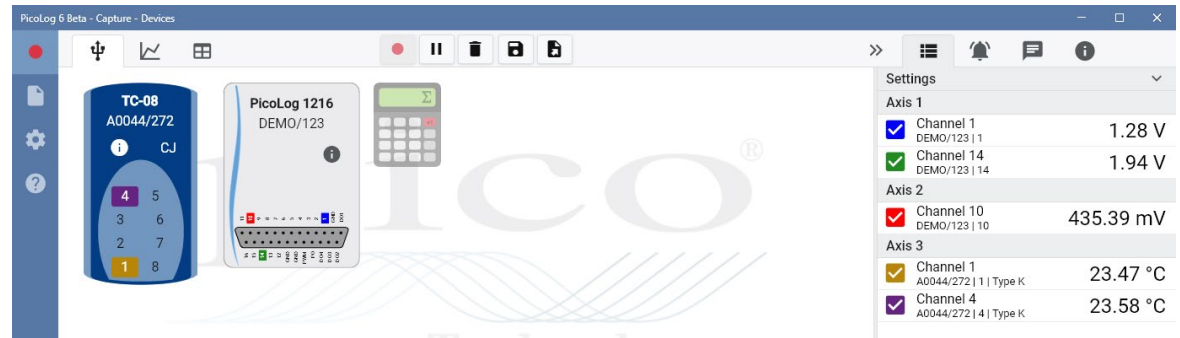 PicoLog 6 Beta - Capture - Devices
TC-08
A0044/272
i CJ
4 5
3 6
2 7
1 8
PicoLog 1216
DEMO/123
i
Σ
pico
®
Settings
Axis 1
Channel 1 1.28 V
DEMO/123 | 1
Channel 14 1.94 V
DEMO/123 | 14
Axis 2
Channel 10 435.39 mV
DEMO/123 | 10
Axis 3
Channel 1 23.47 °C
A0044/272 | 1 | Type K
Channel 4 23.58 °C
A0044/272 | 4 | Type K